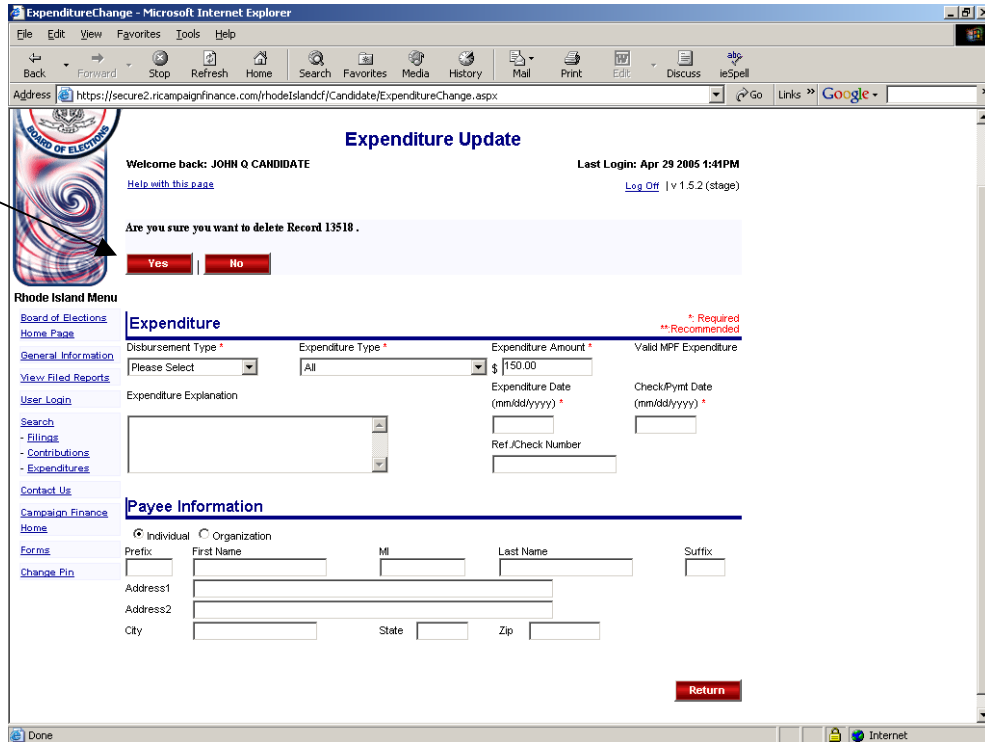 ExpenditureChange - Microsoft Internet Explorer
File Edit View Favorites Tools Help
Back Forward Stop Refresh Home Search Favorites Media History Mail Print Edit Discuss ieSpell
Address https://secure2.ricampaignfinance.com/rhodeIslandcf/Candidate/ExpenditureChange.aspx Go Links » Google
BOARD OF ELECTIONS
Expenditure Update
Welcome back: JOHN Q CANDIDATE Last Login: Apr 29 2005 1:41PM
Help with this page Log Off | v 1.5.2 (stage)
Are you sure you want to delete Record 13518 .
Yes | No
Rhode Island Menu
Board of Elections Home Page
General Information
View Filed Reports
User Login
Search
- Filings
- Contributions
- Expenditures
Contact Us
Campaign Finance Home
Forms
Change Pin
Expenditure *: Required
**:Recommended
Disbursement Type * Expenditure Type * Expenditure Amount * Valid MPF Expenditure
Please Select All $ 150.00
Expenditure Explanation Expenditure Date (mm/dd/yyyy) * Check/Pymt Date (mm/dd/yyyy) *
Ref./Check Number
Payee Information
Individual Organization
Prefix First Name MI Last Name Suffix
Address1
Address2
City State Zip
Return
Done Internet